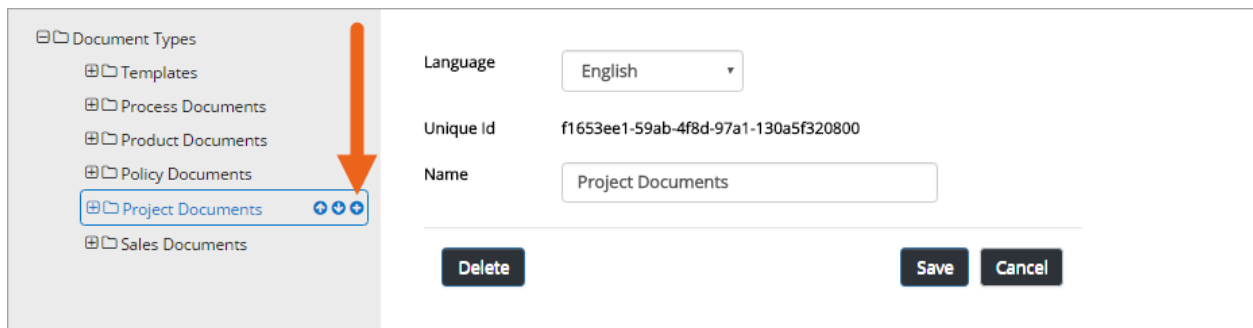 Document Types
Templates
Process Documents
Product Documents
Policy Documents
Project Documents
Sales Documents
Language
English
Unique Id
f1653ee1-59ab-4f8d-97a1-130a5f320800
Name
Project Documents
Delete
Save
Cancel